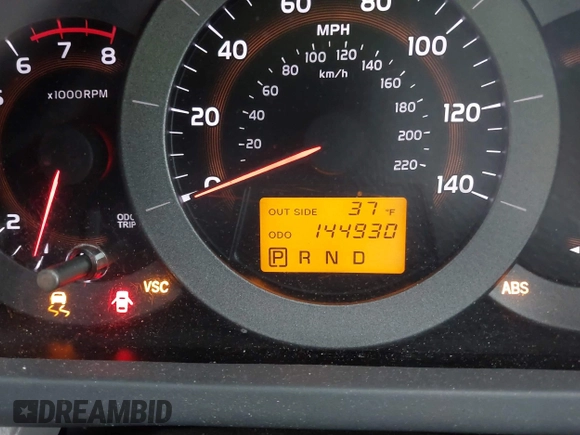 6 7 8
x1000RPM
2
ODO
TRIP
0 20 40 60 80 100 120 140
MPH
km/h
20 40 60 80 100 120 140 160 180 200 220
OUT SIDE 37 °F
ODO 144930
P R N D
VSC
ABS
DREAMBID